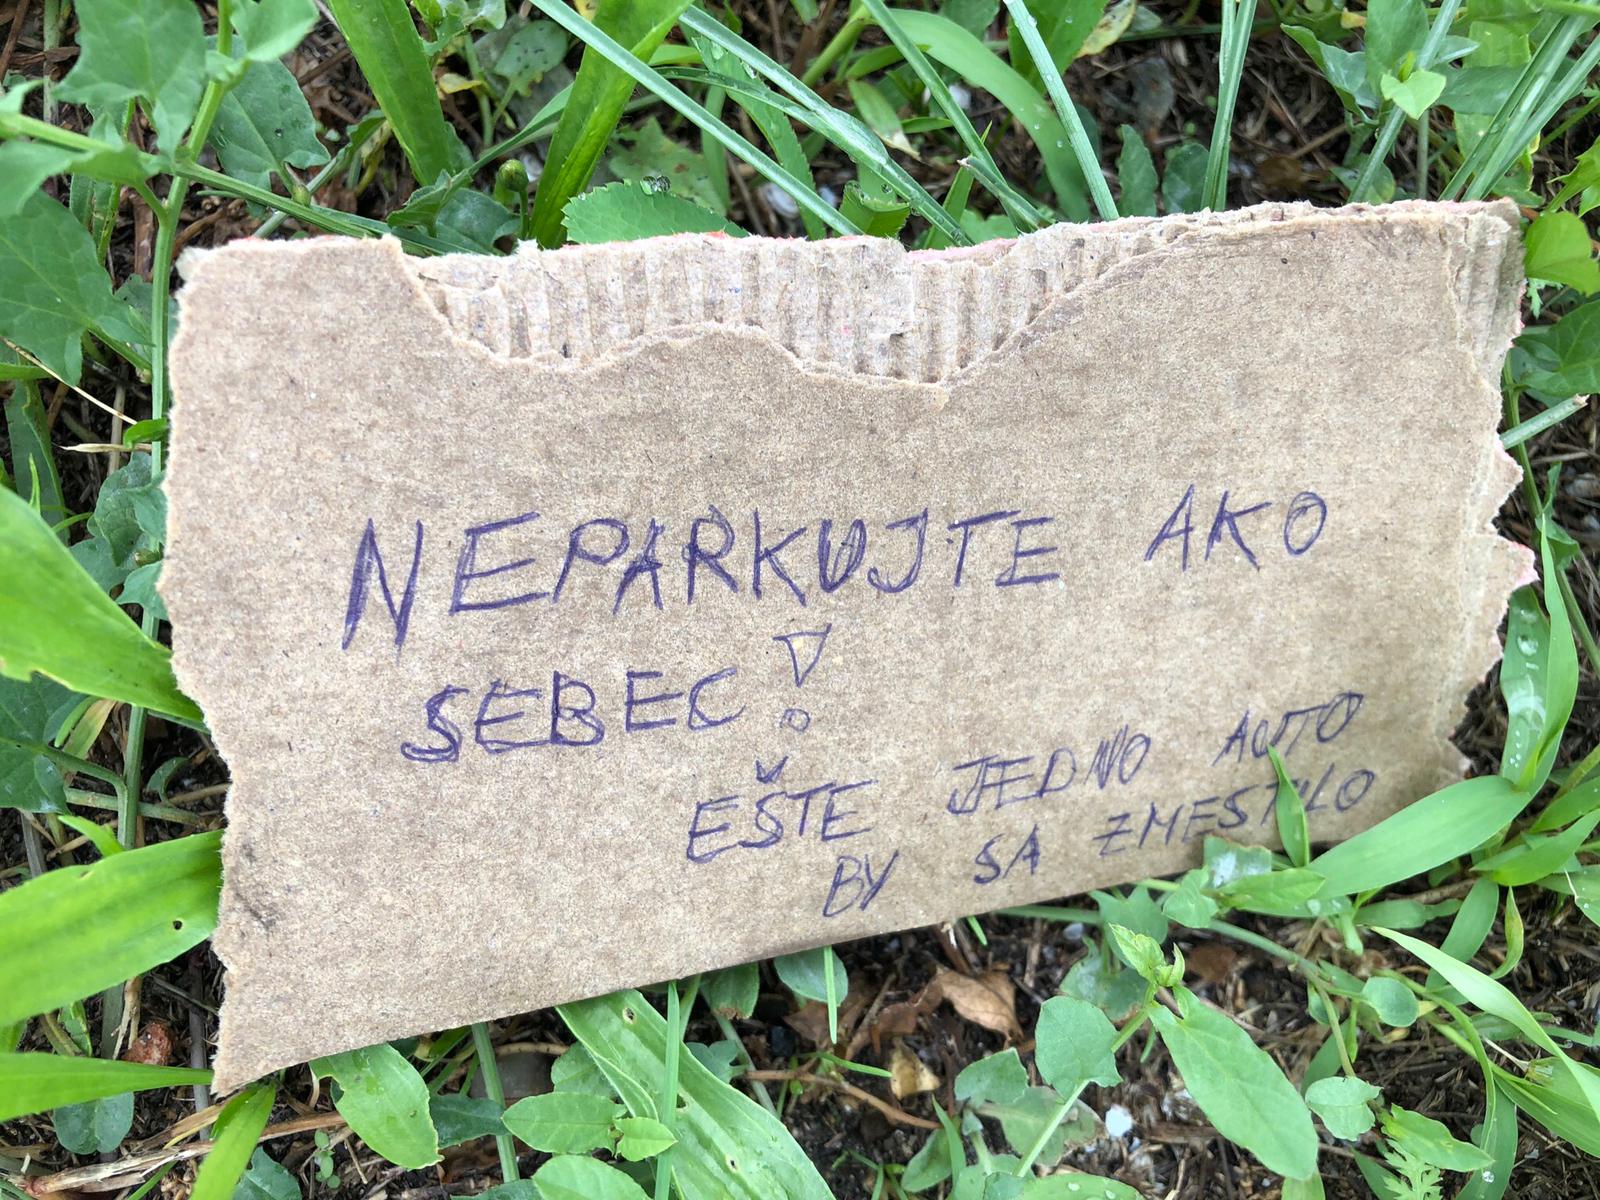 NEPARKUJTE AKO
SEBEC!
EŠTE JEDNO AUTO
BY SA ZMESTILO